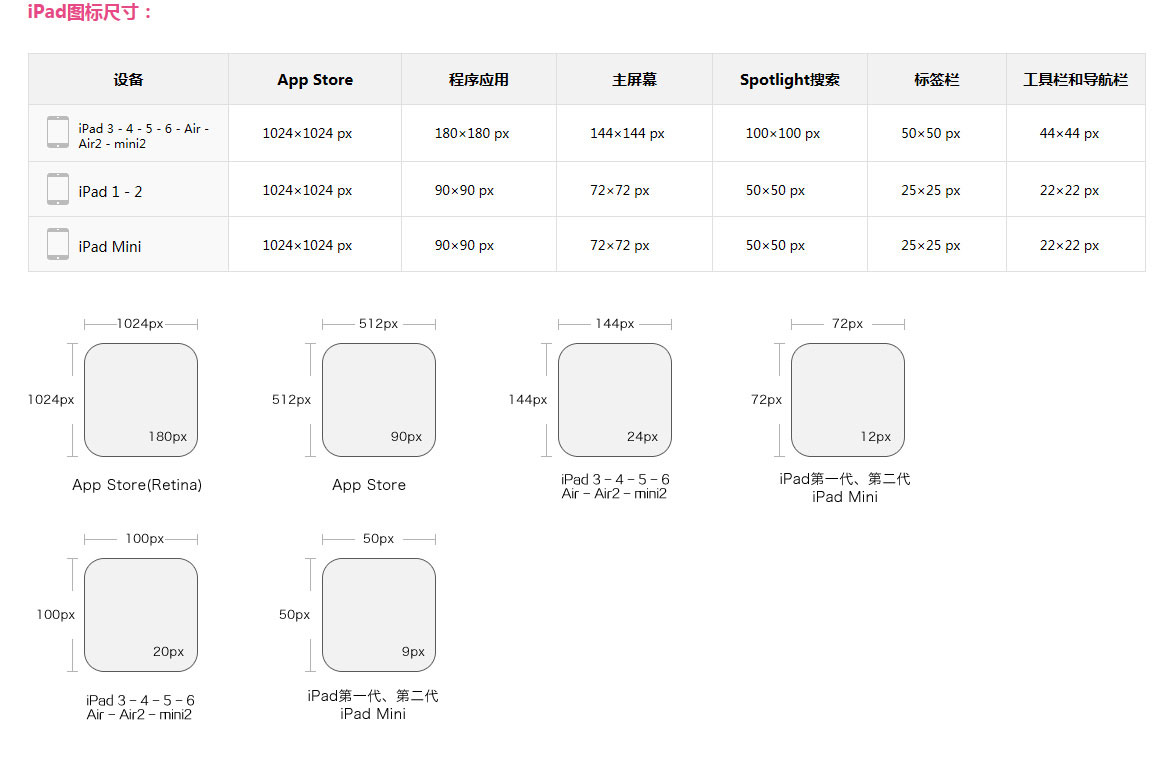 iPad图标尺寸：
设备 App Store 程序应用 主屏幕 Spotlight搜索 标签栏 工具栏和导航栏
iPad 3 - 4 - 5 - 6 - Air -
Air2 - mini2 1024×1024 px 180×180 px 144×144 px 100×100 px 50×50 px 44×44 px
iPad 1 - 2 1024×1024 px 90×90 px 72×72 px 50×50 px 25×25 px 22×22 px
iPad Mini 1024×1024 px 90×90 px 72×72 px 50×50 px 25×25 px 22×22 px
1024px 512px 144px 72px
1024px 512px 144px 72px
180px 90px 24px 12px
App Store(Retina) App Store iPad 3 – 4 – 5 – 6 iPad第一代、第二代
Air – Air2 – mini2 iPad Mini
100px 50px
100px 50px
20px 9px
iPad 3 – 4 – 5 – 6 iPad第一代、第二代
Air – Air2 – mini2 iPad Mini